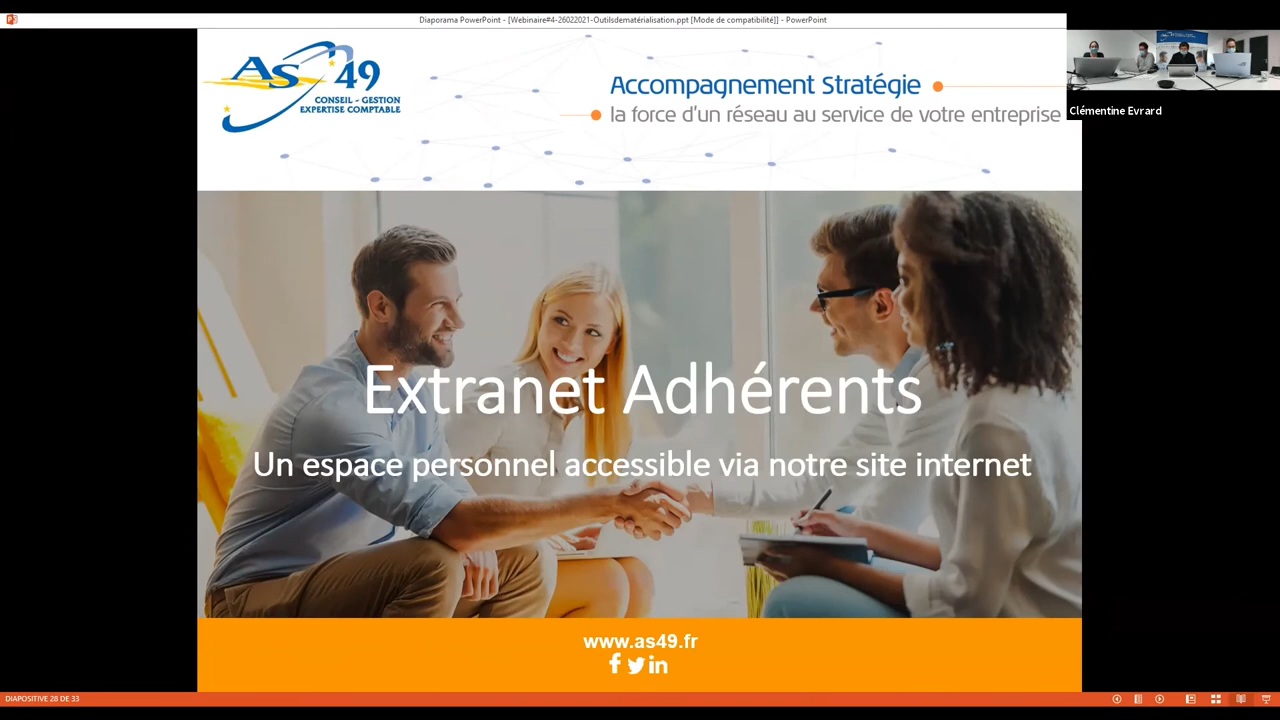 Diaporama PowerPoint - [Webinaire#4-26022021-Outilsdematérialisation.ppt [Mode de compatibilité]] - PowerPoint
AS 49
CONSEIL - GESTION
EXPERTISE COMPTABLE
Accompagnement Stratégie
la force d'un réseau au service de votre entreprise
Clémentine Evrard
Extranet Adhérents
Un espace personnel accessible via notre site internet
www.as49.fr
DIAPOSITIVE 28 DE 33